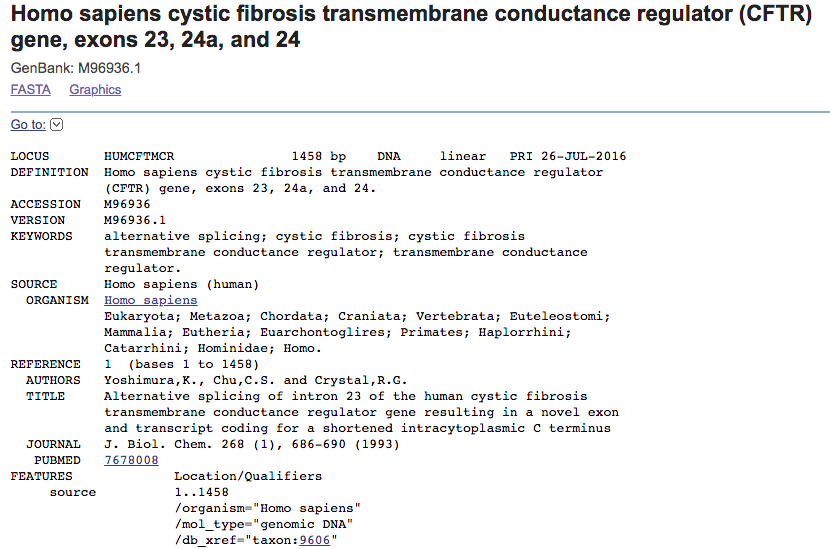 Homo sapiens cystic fibrosis transmembrane conductance regulator (CFTR)
gene, exons 23, 24a, and 24
GenBank: M96936.1
FASTA Graphics
Go to:
LOCUS HUMCFTMCR 1458 bp DNA linear PRI 26-JUL-2016
DEFINITION Homo sapiens cystic fibrosis transmembrane conductance regulator
(CFTR) gene, exons 23, 24a, and 24.
ACCESSION M96936
VERSION M96936.1
KEYWORDS alternative splicing; cystic fibrosis; cystic fibrosis
transmembrane conductance regulator; transmembrane conductance
regulator.
SOURCE Homo sapiens (human)
ORGANISM Homo sapiens
Eukaryota; Metazoa; Chordata; Craniata; Vertebrata; Euteleostomi;
Mammalia; Eutheria; Euarchontoglires; Primates; Haplorrhini;
Catarrhini; Hominidae; Homo.
REFERENCE 1 (bases 1 to 1458)
AUTHORS Yoshimura,K., Chu,C.S. and Crystal,R.G.
TITLE Alternative splicing of intron 23 of the human cystic fibrosis
transmembrane conductance regulator gene resulting in a novel exon
and transcript coding for a shortened intracytoplasmic C terminus
JOURNAL J. Biol. Chem. 268 (1), 686-690 (1993)
PUBMED 7678008
FEATURES Location/Qualifiers
source 1..1458
/organism="Homo sapiens"
/mol_type="genomic DNA"
/db_xref="taxon:9606"